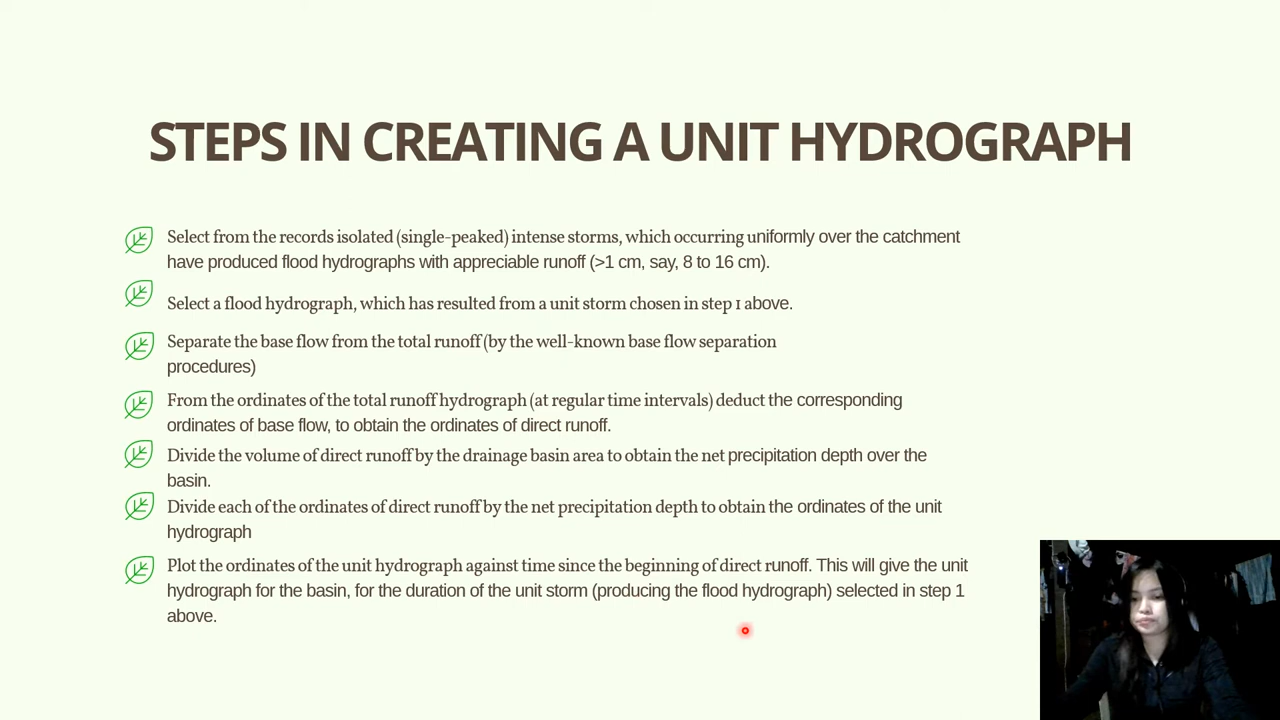 STEPS IN CREATING A UNIT HYDROGRAPH
Select from the records isolated (single-peaked) intense storms, which occurring uniformly over the catchment
have produced flood hydrographs with appreciable runoff (>1 cm, say, 8 to 16 cm).
Select a flood hydrograph, which has resulted from a unit storm chosen in step 1 above.
Separate the base flow from the total runoff (by the well-known base flow separation
procedures)
From the ordinates of the total runoff hydrograph (at regular time intervals) deduct the corresponding
ordinates of base flow, to obtain the ordinates of direct runoff.
Divide the volume of direct runoff by the drainage basin area to obtain the net precipitation depth over the
basin.
Divide each of the ordinates of direct runoff by the net precipitation depth to obtain the ordinates of the unit
hydrograph
Plot the ordinates of the unit hydrograph against time since the beginning of direct runoff. This will give the unit
hydrograph for the basin, for the duration of the unit storm (producing the flood hydrograph) selected in step 1
above.